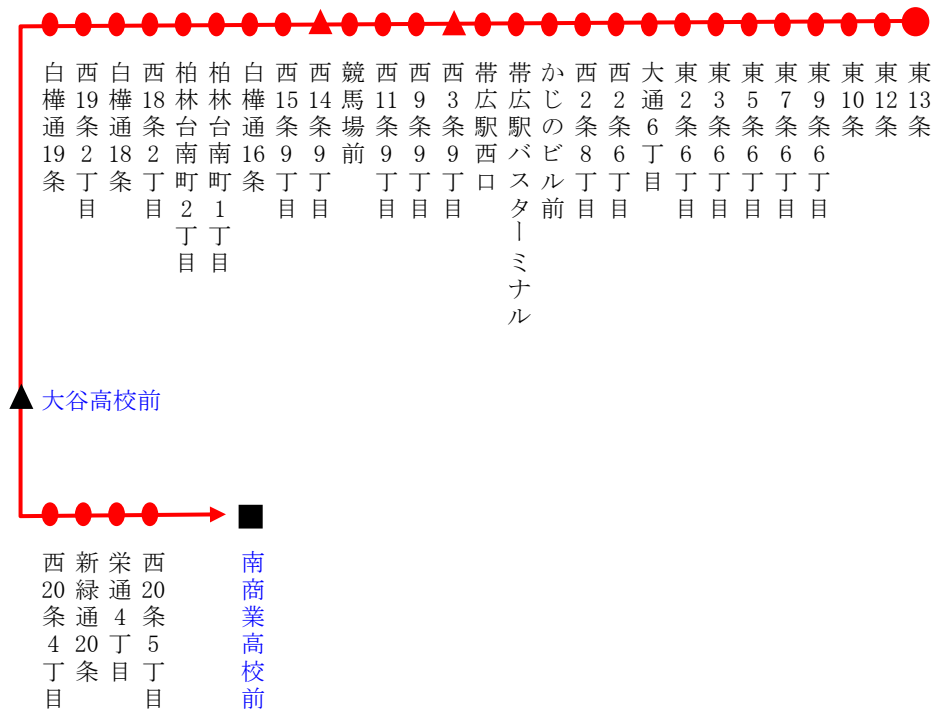 白樺通19条
西19条2丁目
白樺通18条
西18条2丁目
柏林台南町2丁目
柏林台南町1丁目
白樺通16条
西15条9丁目
西14条9丁目
競馬場前
西11条9丁目
西9条9丁目
西3条9丁目
帯広駅西口
帯広駅バスターミナル
かじのビル前
西2条8丁目
西2条6丁目
大通6丁目
東2条6丁目
東3条6丁目
東5条6丁目
東7条6丁目
東9条6丁目
東10条
東12条
東13条
大谷高校前
西20条4丁目
新緑通20条
栄通4丁目
西20条5丁目
南商業高校前